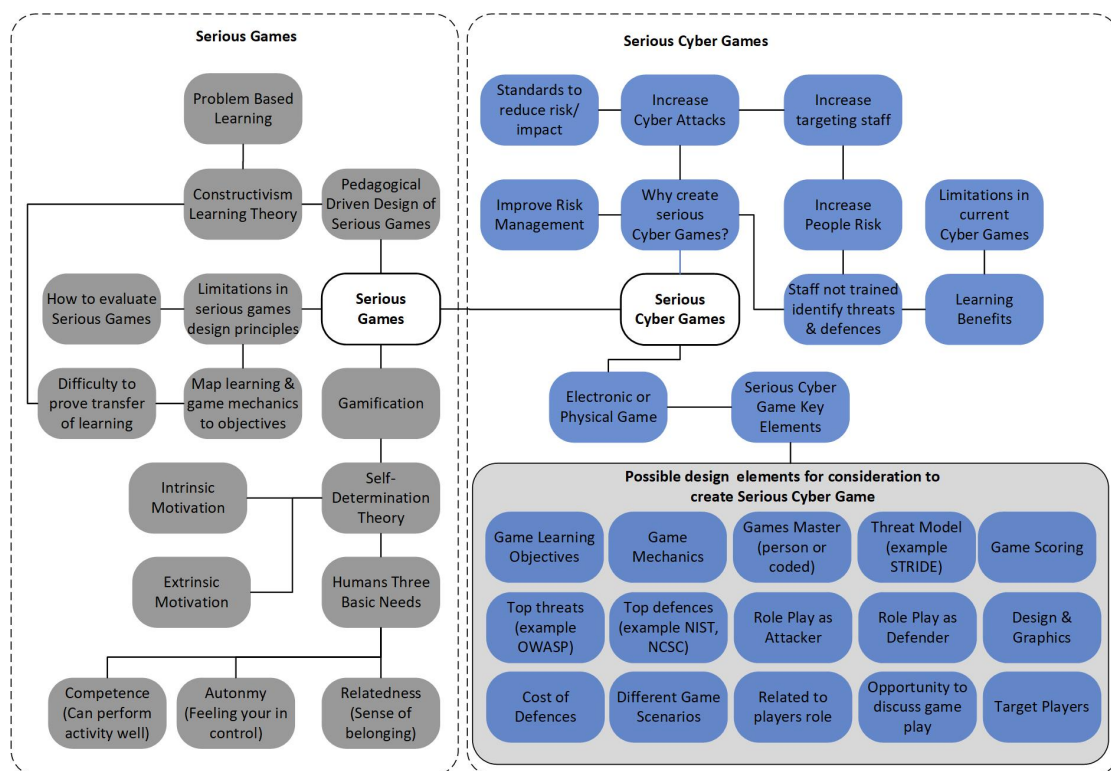 Serious Games
Problem Based
Learning
Constructivism
Learning Theory
Pedagogical
Driven Design of
Serious Games
How to evaluate
Serious Games
Limitations in
serious games
design principles
Serious
Games
Difficulty to
prove transfer
of learning
Map learning &
game mechanics
to objectives
Gamification
Intrinsic
Motivation
Self-
Determination
Theory
Extrinsic
Motivation
Humans Three
Basic Needs
Competence
(Can perform
activity well)
Autonmy
(Feeling your in
control)
Relatedness
(Sense of
belonging)
Serious Cyber Games
Standards to
reduce risk/
impact
Increase
Cyber Attacks
Increase
targeting staff
Improve Risk
Management
Why create
serious
Cyber Games?
Increase
People Risk
Limitations in
current
Cyber Games
Serious
Cyber Games
Staff not trained
identify threats
& defences
Learning
Benefits
Electronic or
Physical Game
Serious Cyber
Game Key
Elements
Possible design elements for consideration to
create Serious Cyber Game
Game Learning
Objectives
Game
Mechanics
Games Master
(person or
coded)
Threat Model
(example
STRIDE)
Game Scoring
Top threats
(example
OWASP)
Top defences
(example NIST,
NCSC)
Role Play as
Attacker
Role Play as
Defender
Design &
Graphics
Cost of
Defences
Different Game
Scenarios
Related to
players role
Opportunity to
discuss game
play
Target Players